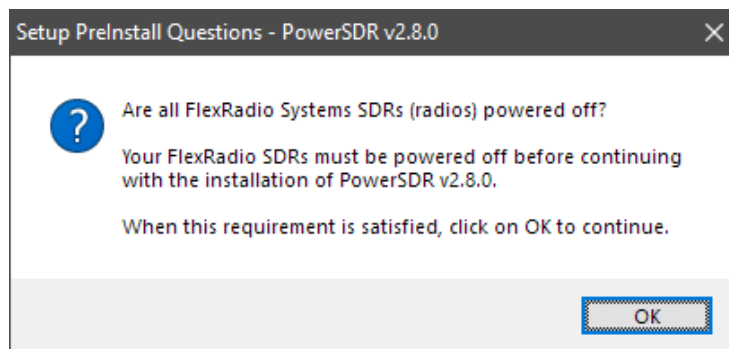 Setup PreInstall Questions - PowerSDR v2.8.0
Are all FlexRadio Systems SDRs (radios) powered off?
Your FlexRadio SDRs must be powered off before continuing
with the installation of PowerSDR v2.8.0.
When this requirement is satisfied, click on OK to continue.
OK